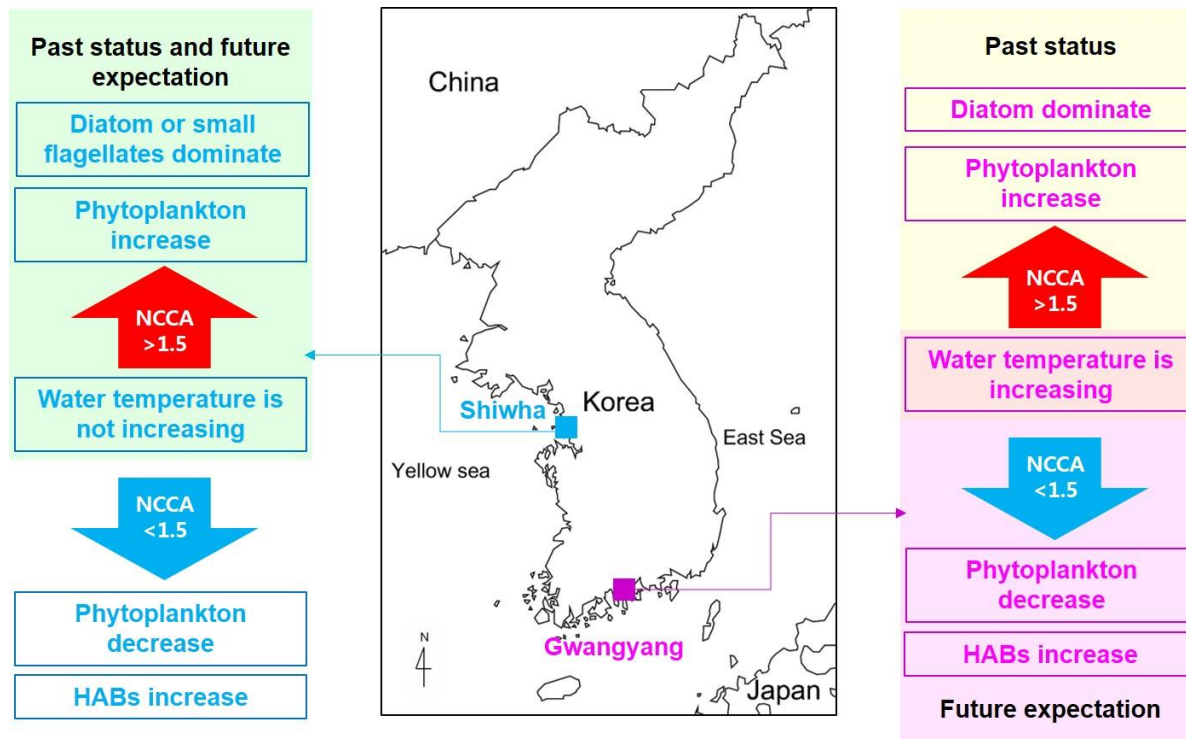 Past status and future
expectation
Diatom or small
flagellates dominate
Phytoplankton
increase
NCCA
>1.5
Water temperature is
not increasing
NCCA
<1.5
Phytoplankton
decrease
HABs increase
China
Shiwha
Korea
East Sea
Yellow sea
Gwangyang
N
Japan
Past status
Diatom dominate
Phytoplankton
increase
NCCA
>1.5
Water temperature is
increasing
NCCA
<1.5
Phytoplankton
decrease
HABs increase
Future expectation